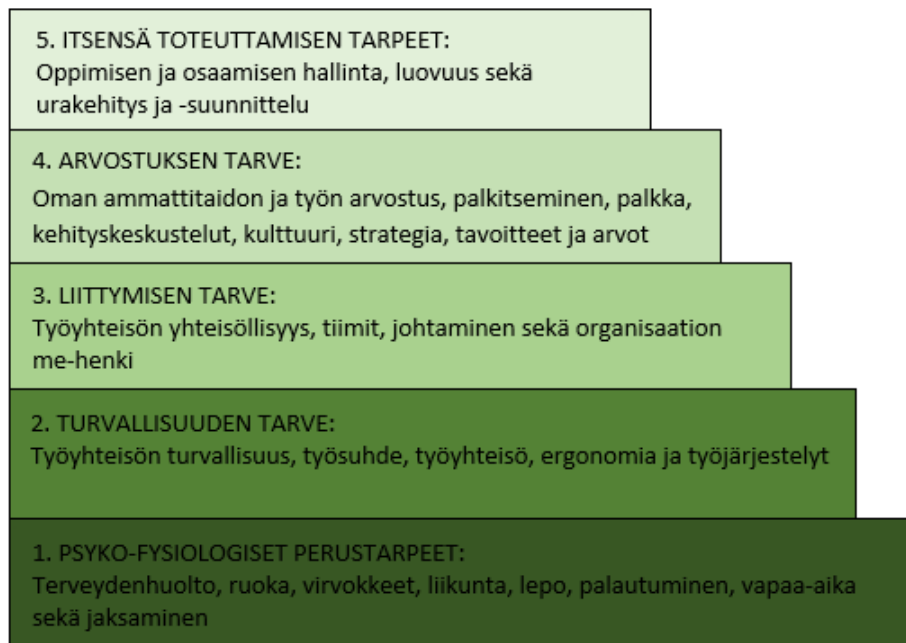 5. ITSENSÄ TOTEUTTAMISEN TARPEET:
Oppimisen ja osaamisen hallinta, luovuus sekä
urakehitys ja -suunnittelu
4. ARVOSTUKSEN TARVE:
Oman ammattitaidon ja työn arvostus, palkitseminen, palkka,
kehityskeskustelut, kulttuuri, strategia, tavoitteet ja arvot
3. LIITTYMISEN TARVE:
Työyhteisön yhteisöllisyys, tiimit, johtaminen sekä organisaation
me-henki
2. TURVALLISUUDEN TARVE:
Työyhteisön turvallisuus, työsuhde, työyhteisö, ergonomia ja työjärjestelyt
1. PSYKO-FYSIOLOGISET PERUSTARPEET:
Terveydenhuolto, ruoka, virvokkeet, liikunta, lepo, palautuminen, vapaa-aika
sekä jaksaminen